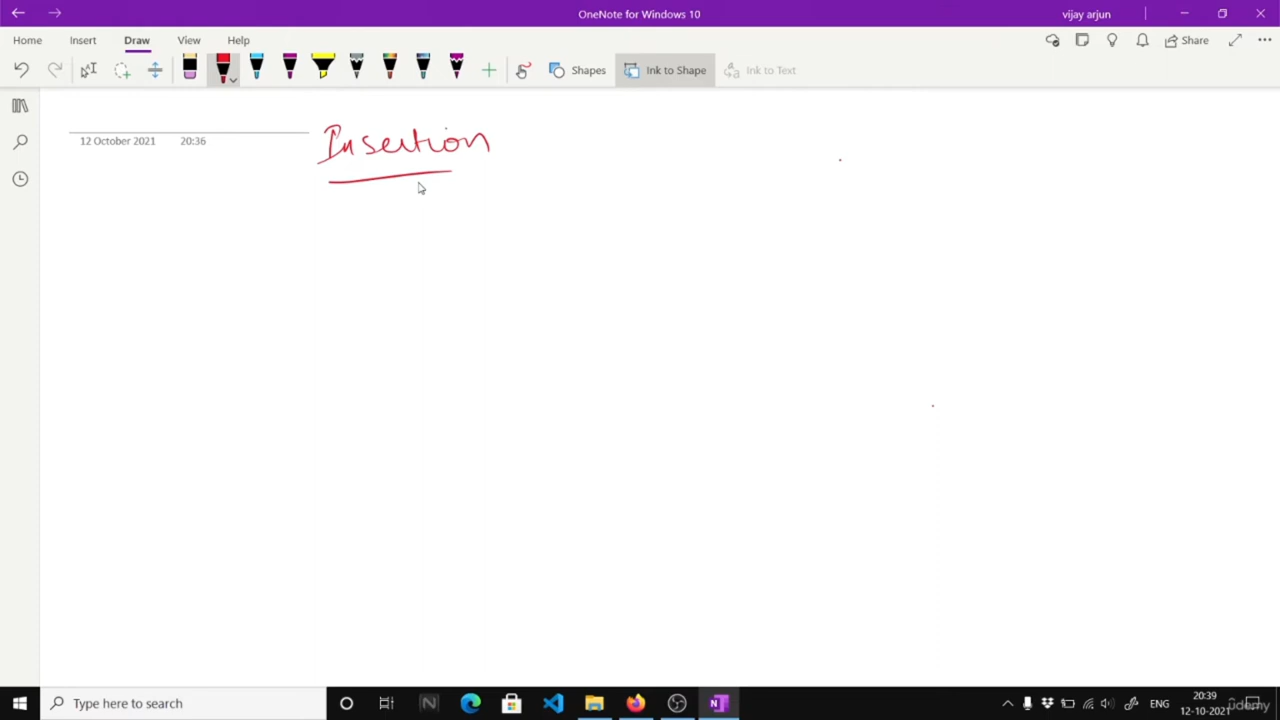 OneNote for Windows 10
vijay arjun
Home Insert Draw View Help
Share
Shapes Ink to Shape Ink to Text
12 October 2021 20:36
Insertion
Type here to search
N
N
ENG
20:39
12-10-2021
udemy